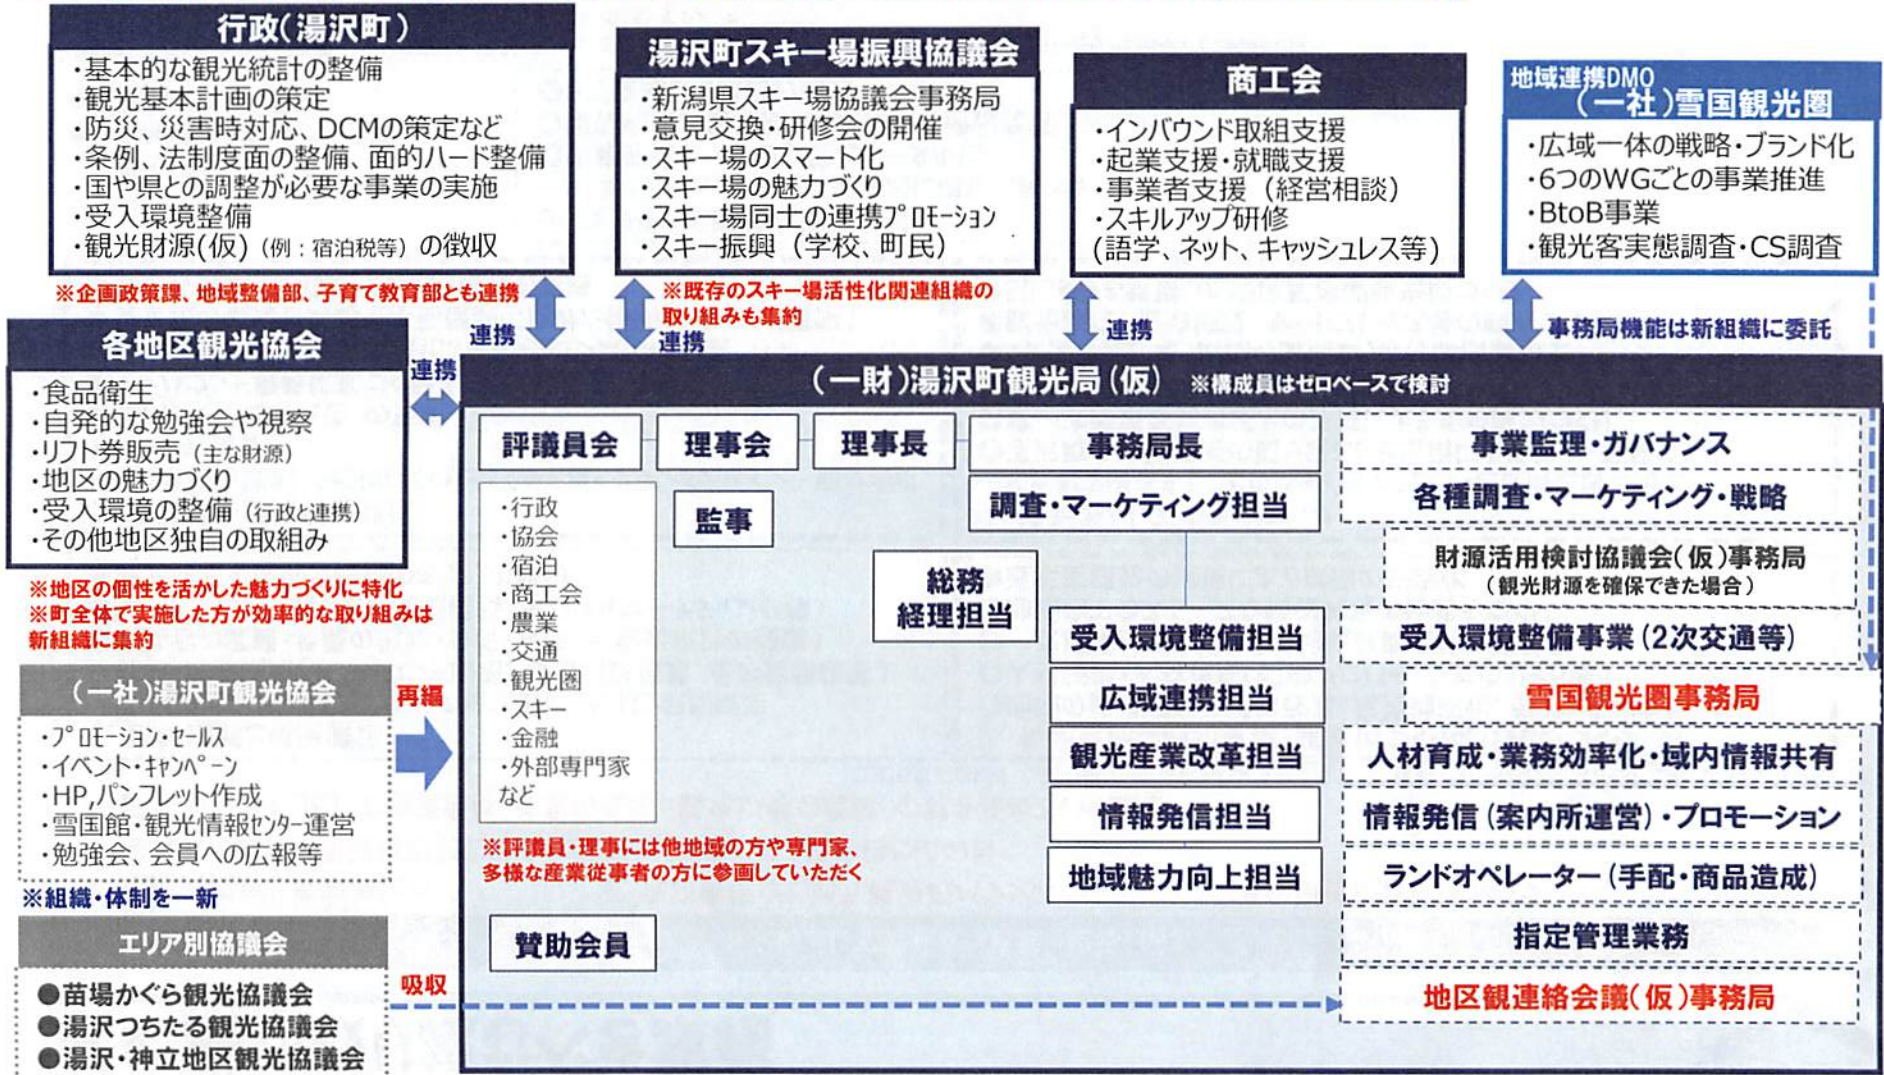 行政(湯沢町)
・基本的な観光統計の整備
・観光基本計画の策定
・防災、災害時対応、DCMの策定など
・条例、法制度面の整備、面的ハード整備
・国や県との調整が必要な事業の実施
・受入環境整備
・観光財源(仮)(例:宿泊税等)の徴収
※企画政策課、地域整備部、子育て教育部とも連携
連携
湯沢町スキー場振興協議会
・新潟県スキー場協議会事務局
・意見交換・研修会の開催
・スキー場のスマート化
・スキー場の魅力づくり
・スキー場同士の連携プロモーション
・スキー振興(学校、町民)
※既存のスキー場活性化関連組織の
取り組みも集約
連携
商工会
・インバウンド取組支援
・起業支援・就職支援
・事業者支援(経営相談)
・スキルアップ研修
(語学、ネット、キャッシュレス等)
連携
地域連携DMO
(一社)雪国観光圏
・広域一体の戦略・ブランド化
・6つのWGごとの事業推進
・BtoB事業
・観光客実態調査・CS調査
事務局機能は新組織に委託
各地区観光協会
・食品衛生
・自発的な勉強会や視察
・リフト券販売(主な財源)
・地区の魅力づくり
・受入環境の整備(行政と連携)
・その他地区独自の取組み
連携
※地区の個性を活かした魅力づくりに特化
※町全体で実施した方が効率的な取り組みは
新組織に集約
(一社)湯沢町観光協会
・プロモーション・セールス
・イベント・キャンペーン
・HP,パンフレット作成
・雪国館・観光情報センター運営
・勉強会、会員への広報等
再編
※組織・体制を一新
エリア別協議会
●苗場かぐら観光協議会
●湯沢つちたる観光協議会
●湯沢・神立地区観光協議会
吸収
(一財)湯沢町観光局(仮) ※構成員はゼロベースで検討
評議員会
理事会
理事長
事務局長
事業監理・ガバナンス
・行政
・協会
・宿泊
・商工会
・農業
・交通
・観光圏
・スキー
・金融
・外部専門家
など
監事
調査・マーケティング担当
各種調査・マーケティング・戦略
財源活用検討協議会(仮)事務局
(観光財源を確保できた場合)
総務
経理担当
受入環境整備担当
受入環境整備事業(2次交通等)
広域連携担当
雪国観光圏事務局
観光産業改革担当
人材育成・業務効率化・域内情報共有
情報発信担当
情報発信(案内所運営)・プロモーション
※評議員・理事には他地域の方や専門家、
多様な産業従事者の方に参画していただく
地域魅力向上担当
ランドオペレーター(手配・商品造成)
賛助会員
指定管理業務
地区観連絡会議(仮)事務局